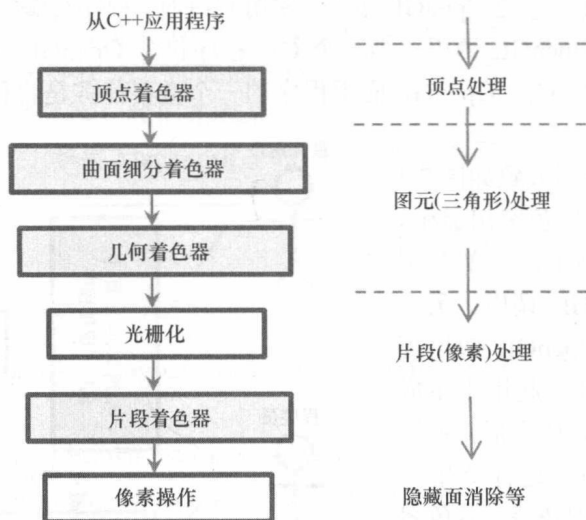 从C++应用程序
顶点着色器
曲面细分着色器
几何着色器
光栅化
片段着色器
像素操作
顶点处理
图元(三角形)处理
片段(像素)处理
隐藏面消除等